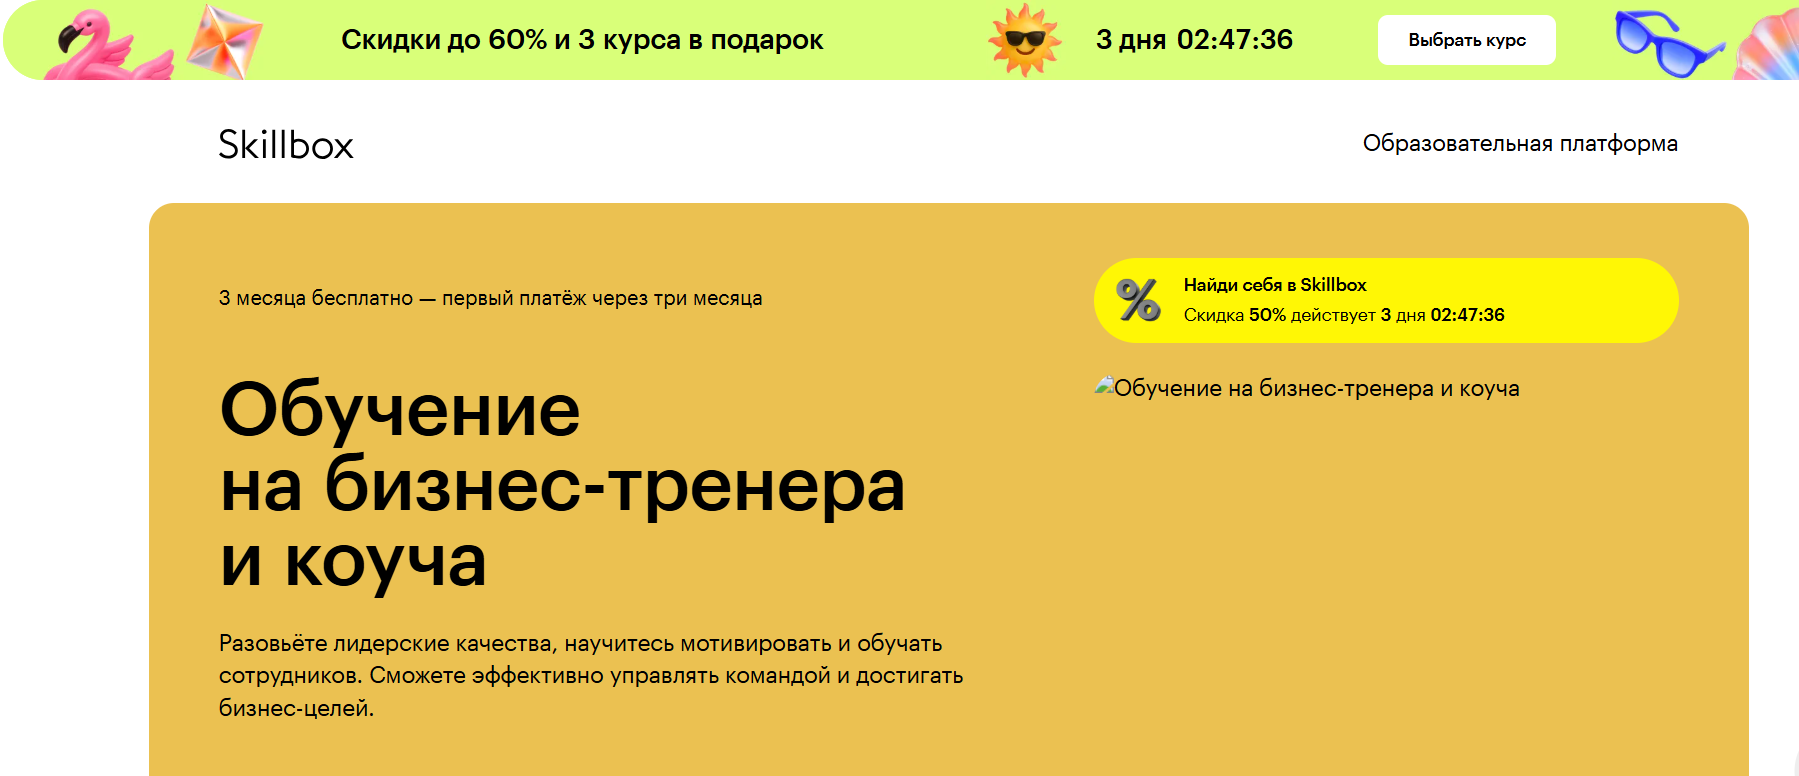 Скидки до 60% и 3 курса в подарок
3 дня 02:47:36
Выбрать курс
Skillbox
Образовательная платформа
3 месяца бесплатно — первый платёж через три месяца
%
Найди себя в Skillbox
Скидка 50% действует 3 дня 02:47:36
Обучение на бизнес-тренера и коуча
Обучение
на бизнес-тренера
и коуча
Разовьёте лидерские качества, научитесь мотивировать и обучать
сотрудников. Сможете эффективно управлять командой и достигать
бизнес-целей.